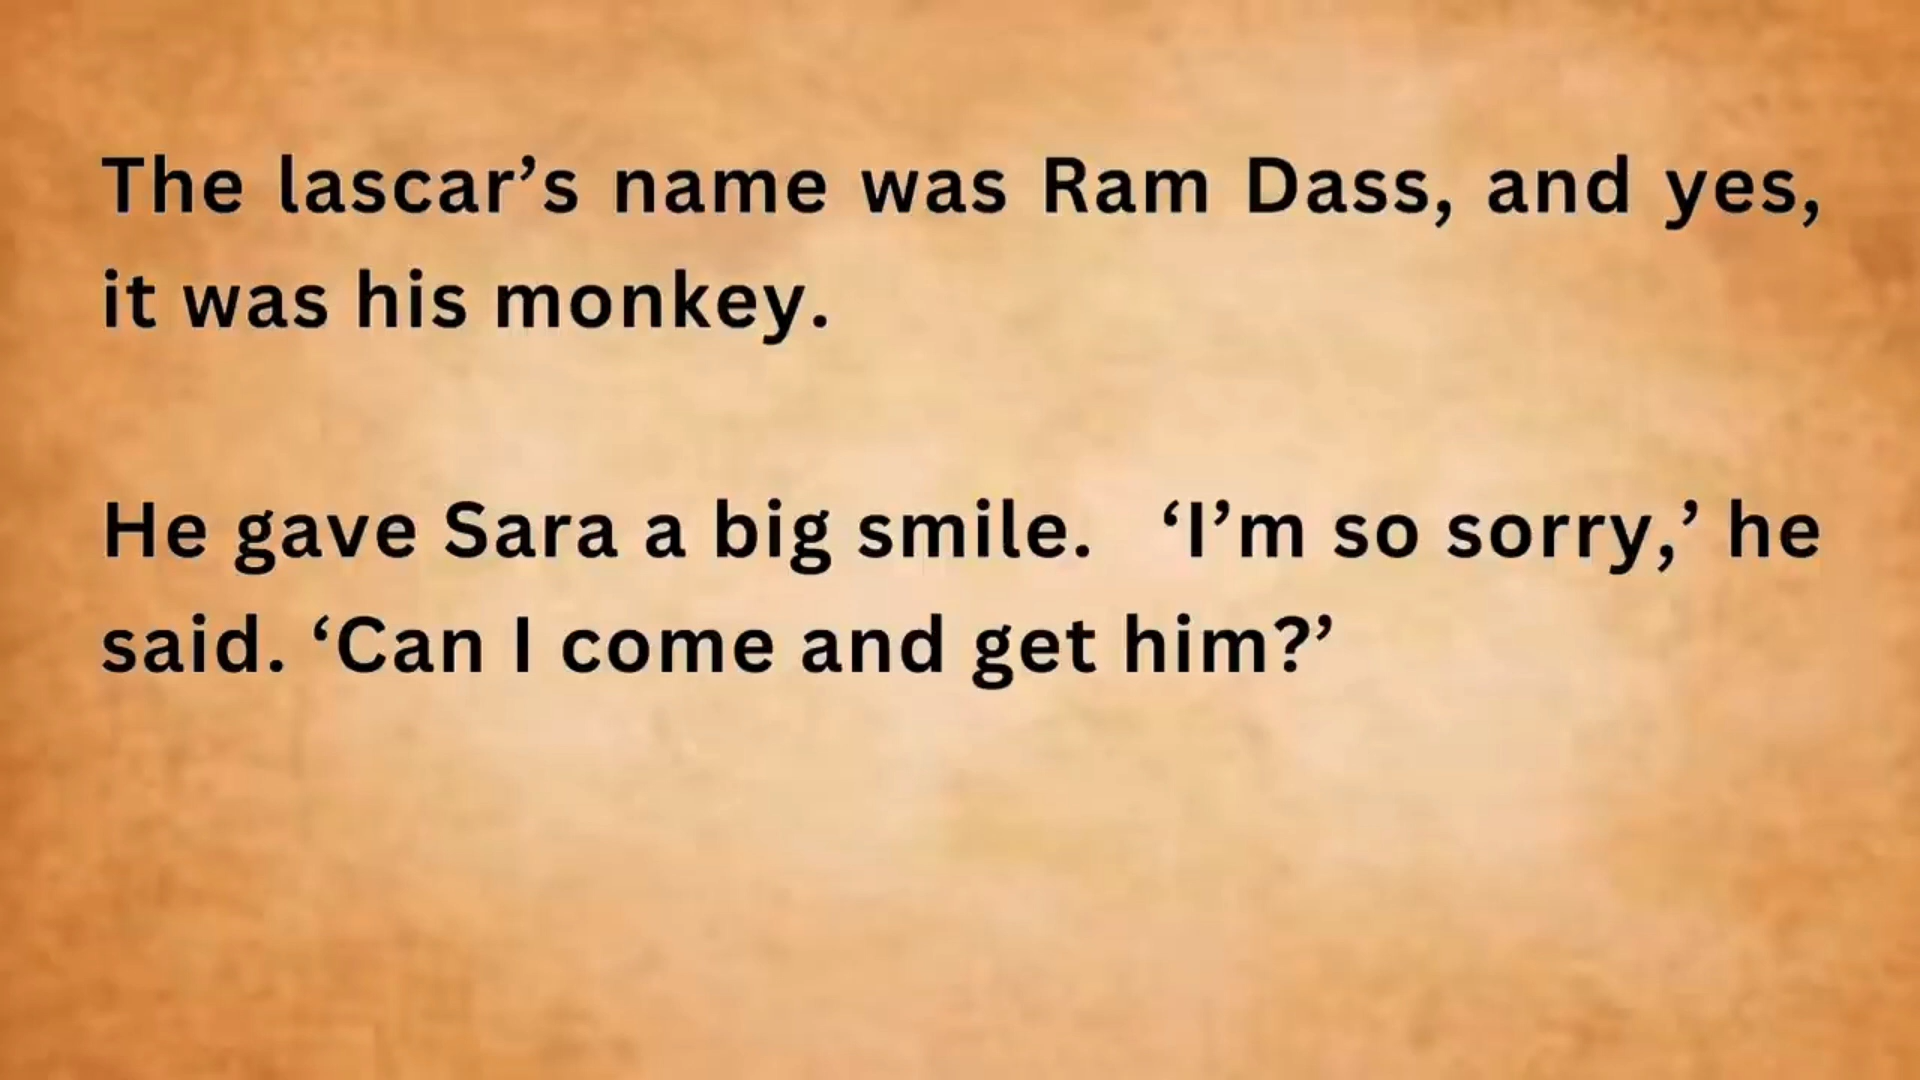 The lascar’s name was Ram Dass, and yes,
it was his monkey.
He gave Sara a big smile. ‘I’m so sorry,’ he
said. ‘Can I come and get him?’